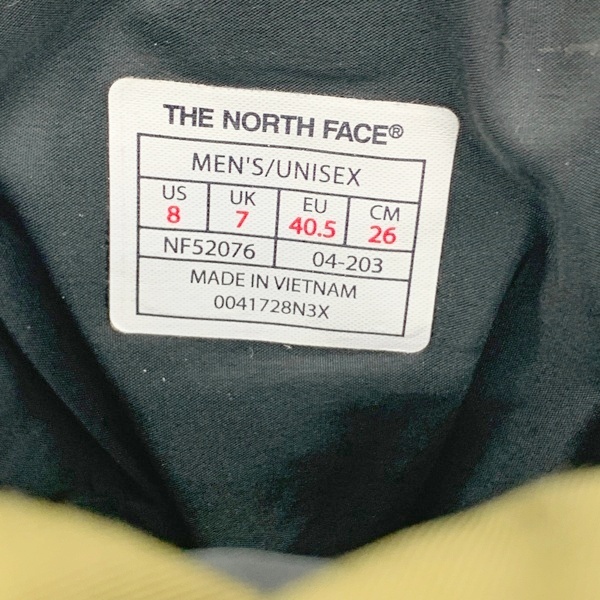 THE NORTH FACE®
MEN'S/UNISEX
US UK EU CM
8 7 40.5 26
NF52076 04-203
MADE IN VIETNAM
0041728N3X